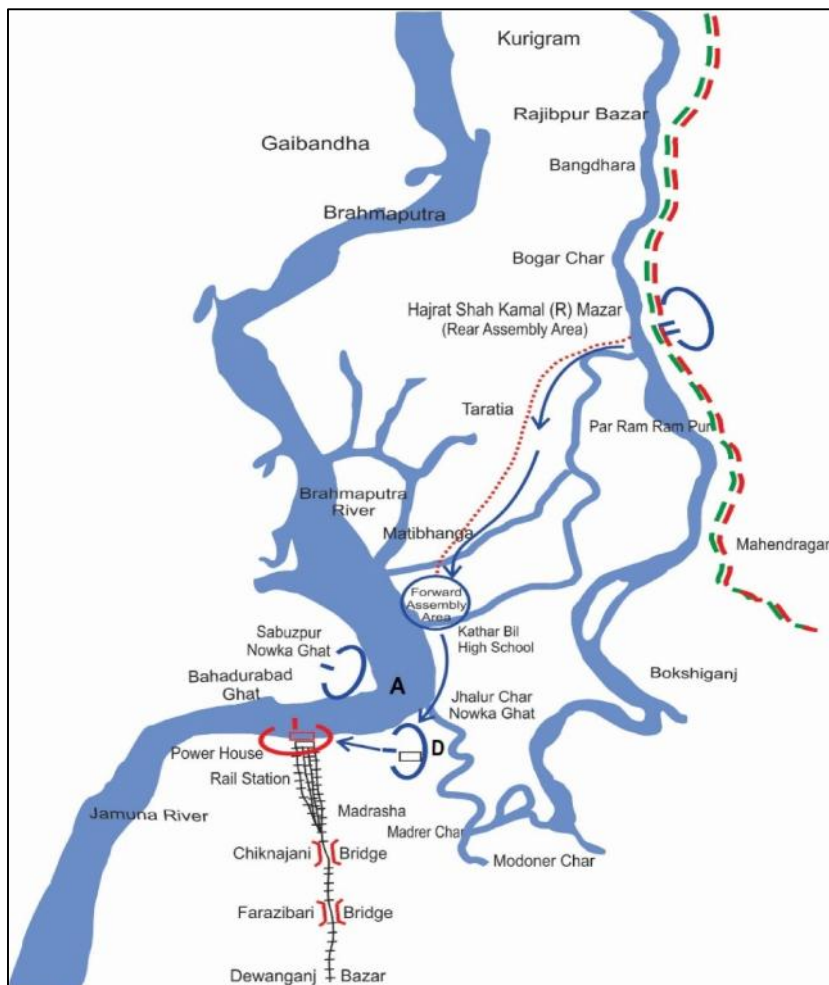 Kurigram
Rajibpur Bazar
Gaibandha
Bangdhara
Brahmaputra
Bogar Char
Hajrat Shah Kamal (R) Mazar
(Rear Assembly Area)
Taratia
Par Ram Ram Pur
Brahmaputra
River
Matibhanga
Mahendraganj
Forward
Assembly
Area
Sabuzpur
Nowka Ghat
Kathar Bil
High School
Bahadurabad
Ghat
A
Bokshiganj
Jhalur Char
Nowka Ghat
D
Power House
Rail Station
Jamuna River
Madrasha
Madrer Char
Chiknajani Bridge
Modoner Char
Farazibari Bridge
Dewanganj Bazar